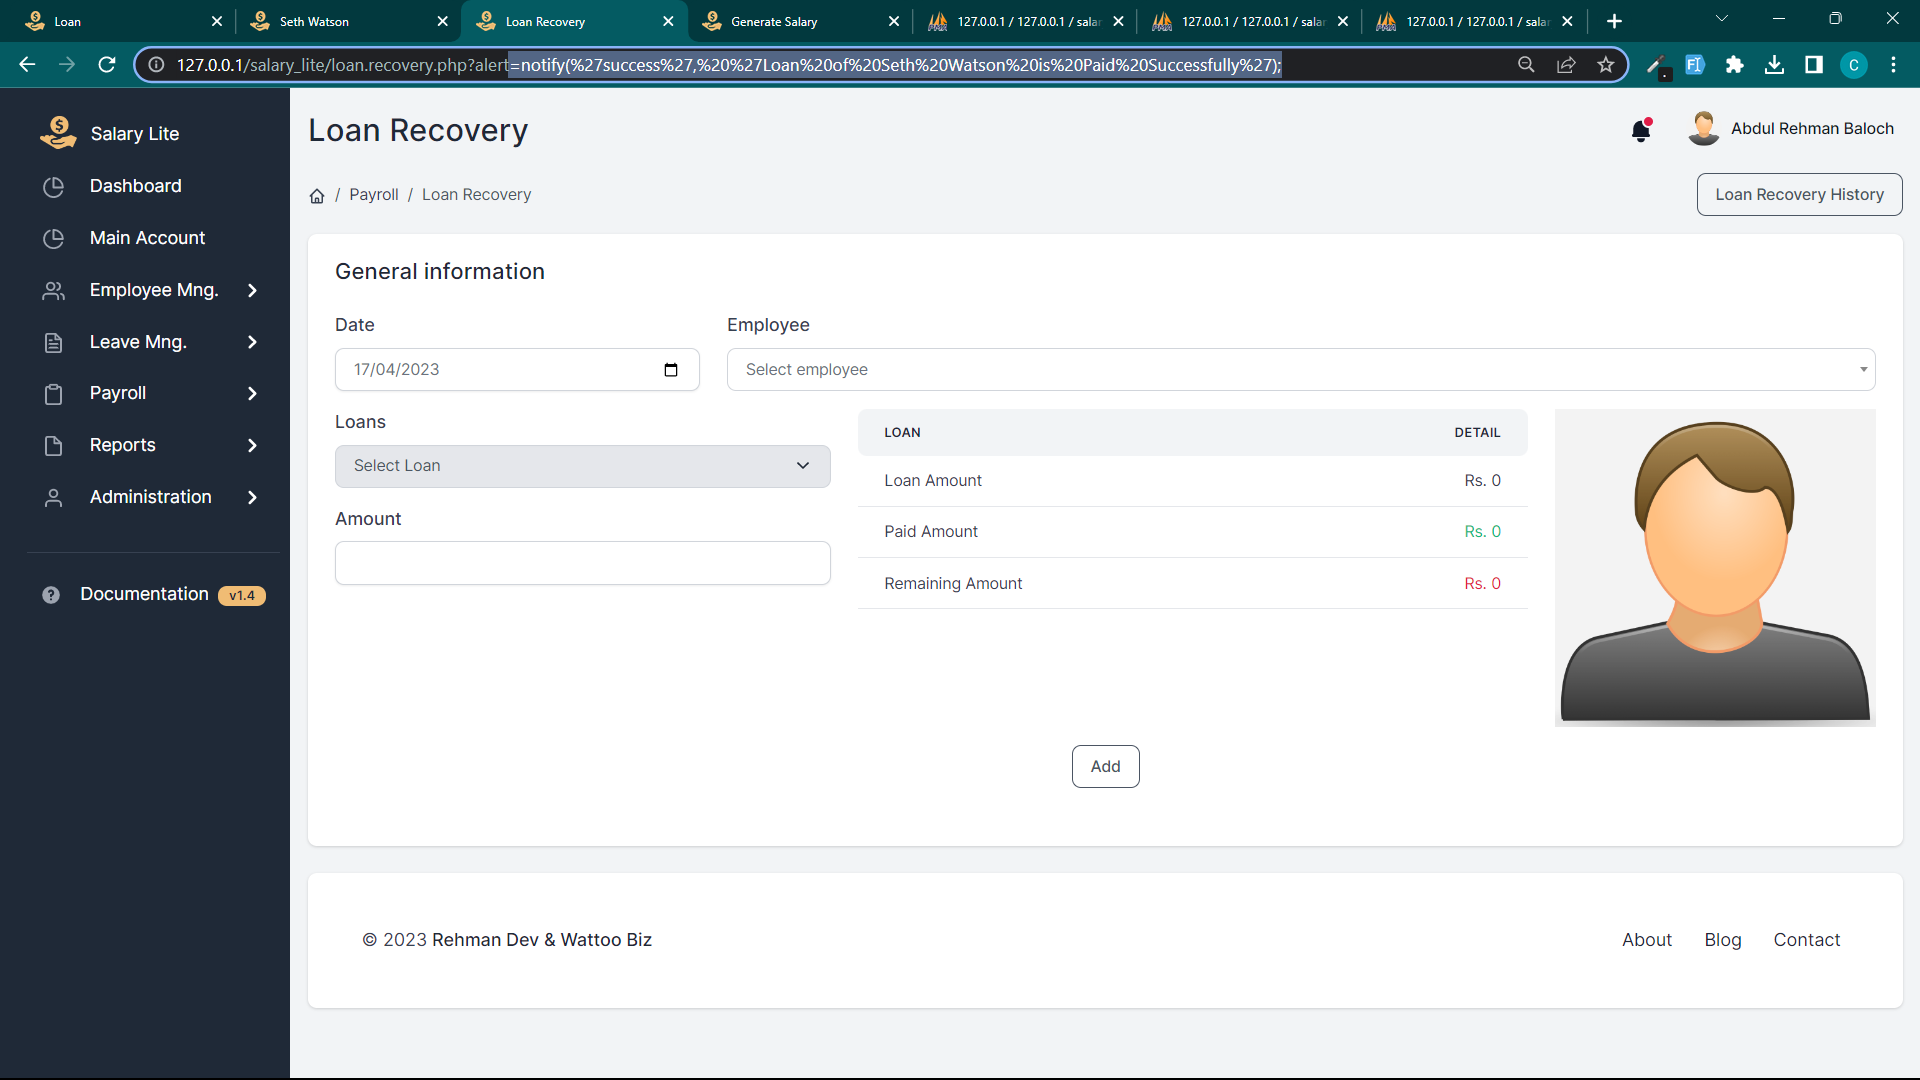 Loan
Seth Watson
Loan Recovery
Generate Salary
127.0.0.1 / 127.0.0.1 / salar
127.0.0.1 / 127.0.0.1 / salar
127.0.0.1 / 127.0.0.1 / salar
127.0.0.1/salary_lite/loan.recovery.php?alert=notify(%27success%27,%20%27Loan%20of%20Seth%20Watson%20is%20Paid%20Successfully%27);
C
Salary Lite
Dashboard
Main Account
Employee Mng.
Leave Mng.
Payroll
Reports
Administration
Documentation v1.4
Loan Recovery
Abdul Rehman Baloch
/ Payroll / Loan Recovery
Loan Recovery History
General information
Date
Employee
17/04/2023
Select employee
Loans
Select Loan
Amount
LOAN DETAIL
Loan Amount Rs. 0
Paid Amount Rs. 0
Remaining Amount Rs. 0
Add
© 2023 Rehman Dev & Wattoo Biz
About Blog Contact